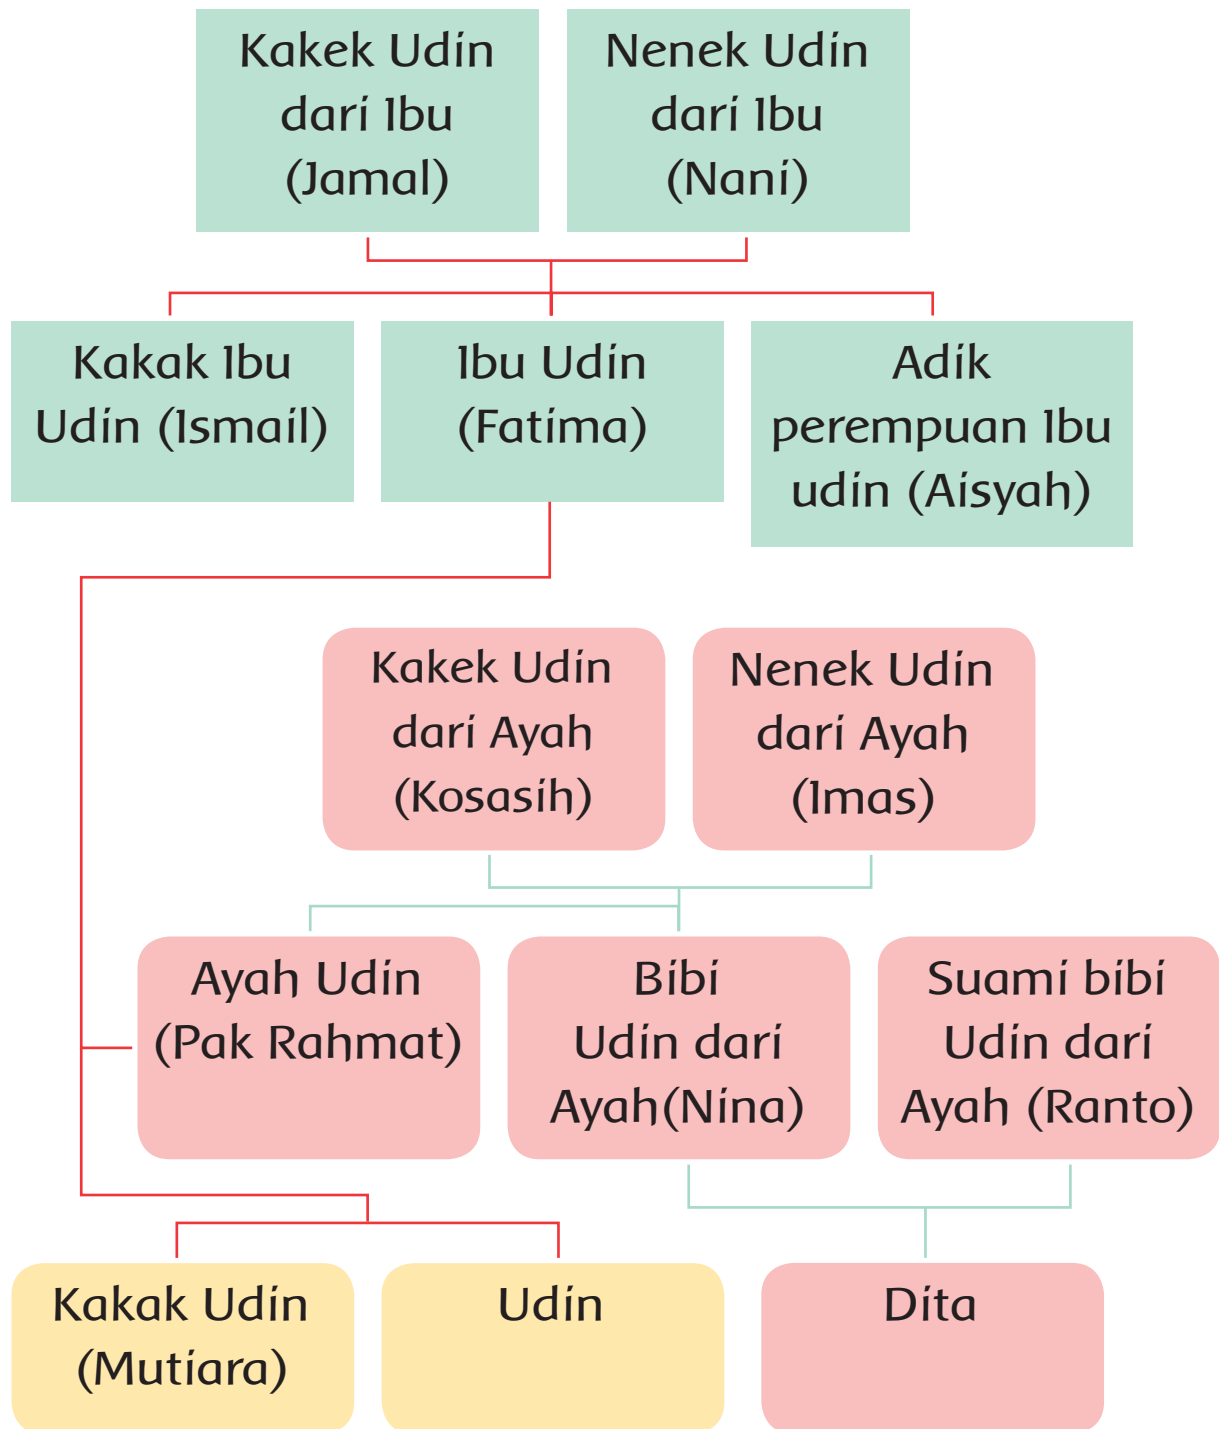 Kakek Udin
dari Ibu
(Jamal)
Nenek Udin
dari Ibu
(Nani)
Kakak Ibu
Udin (Ismail)
Ibu Udin
(Fatima)
Adik
perempuan Ibu
udin (Aisyah)
Kakek Udin
dari Ayah
(Kosasih)
Nenek Udin
dari Ayah
(Imas)
Ayah Udin
(Pak Rahmat)
Bibi
Udin dari
Ayah(Nina)
Suami bibi
Udin dari
Ayah (Ranto)
Kakak Udin
(Mutiara)
Udin
Dita